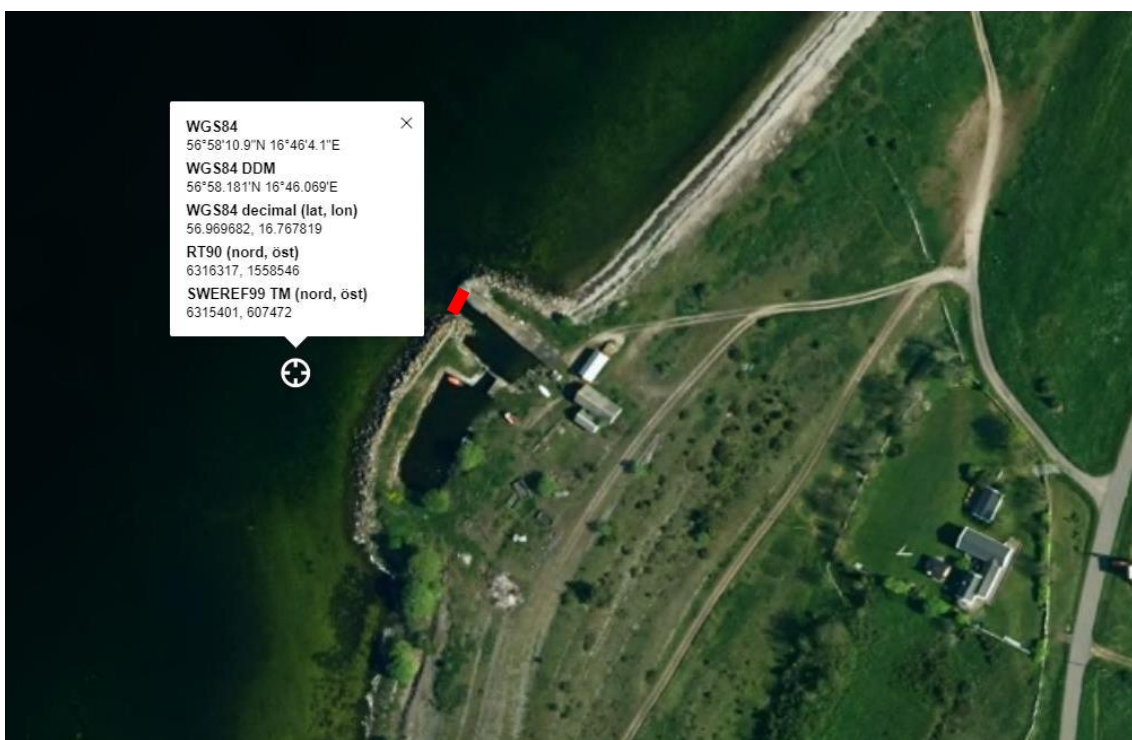 WGS84
56°58'10.9"N 16°46'4.1"E
WGS84 DDM
56°58.181'N 16°46.069'E
WGS84 decimal (lat, lon)
56.969682, 16.767819
RT90 (nord, öst)
6316317, 1558546
SWEREF99 TM (nord, öst)
6315401, 607472